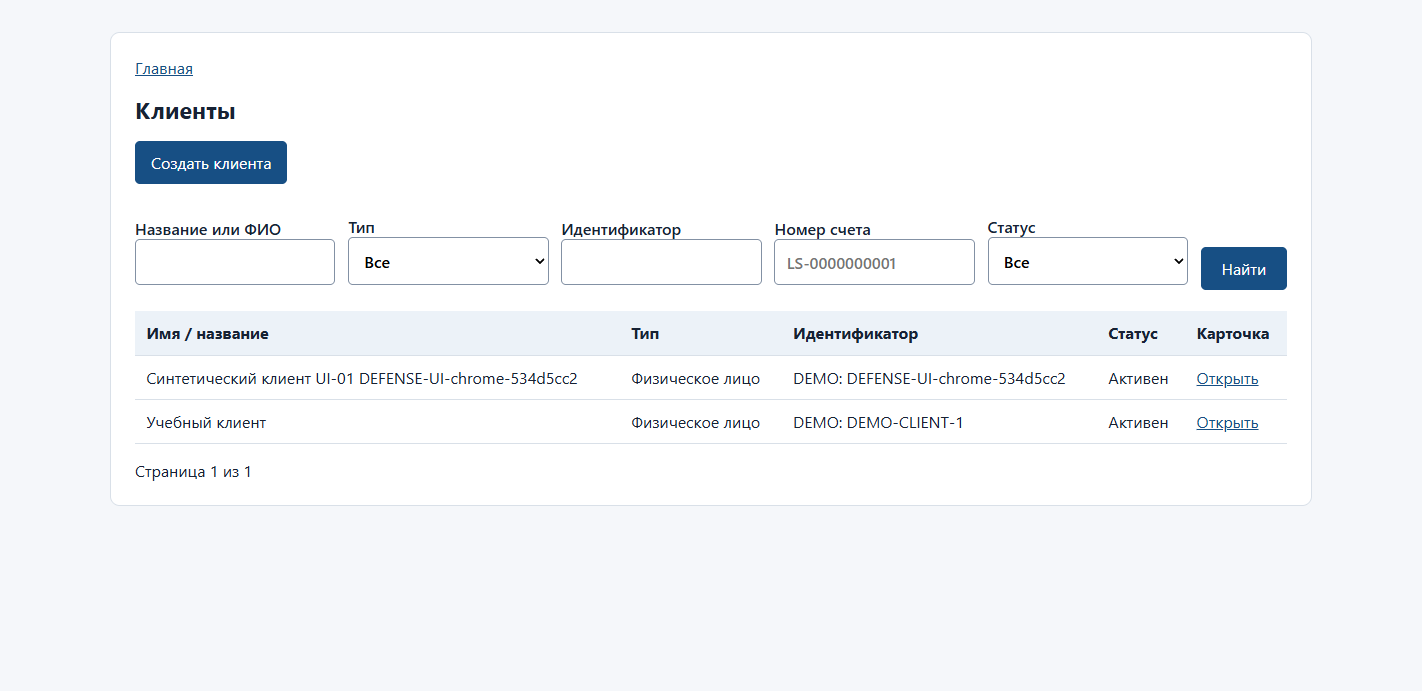 Главная
Клиенты
Создать клиента
Название или ФИО Тип Идентификатор Номер счета Статус
Все LS-0000000001 Все Найти
Имя / название Тип Идентификатор Статус Карточка
Синтетический клиент UI-01 DEFENSE-UI-chrome-534d5cc2 Физическое лицо DEMO: DEFENSE-UI-chrome-534d5cc2 Активен Открыть
Учебный клиент Физическое лицо DEMO: DEMO-CLIENT-1 Активен Открыть
Страница 1 из 1